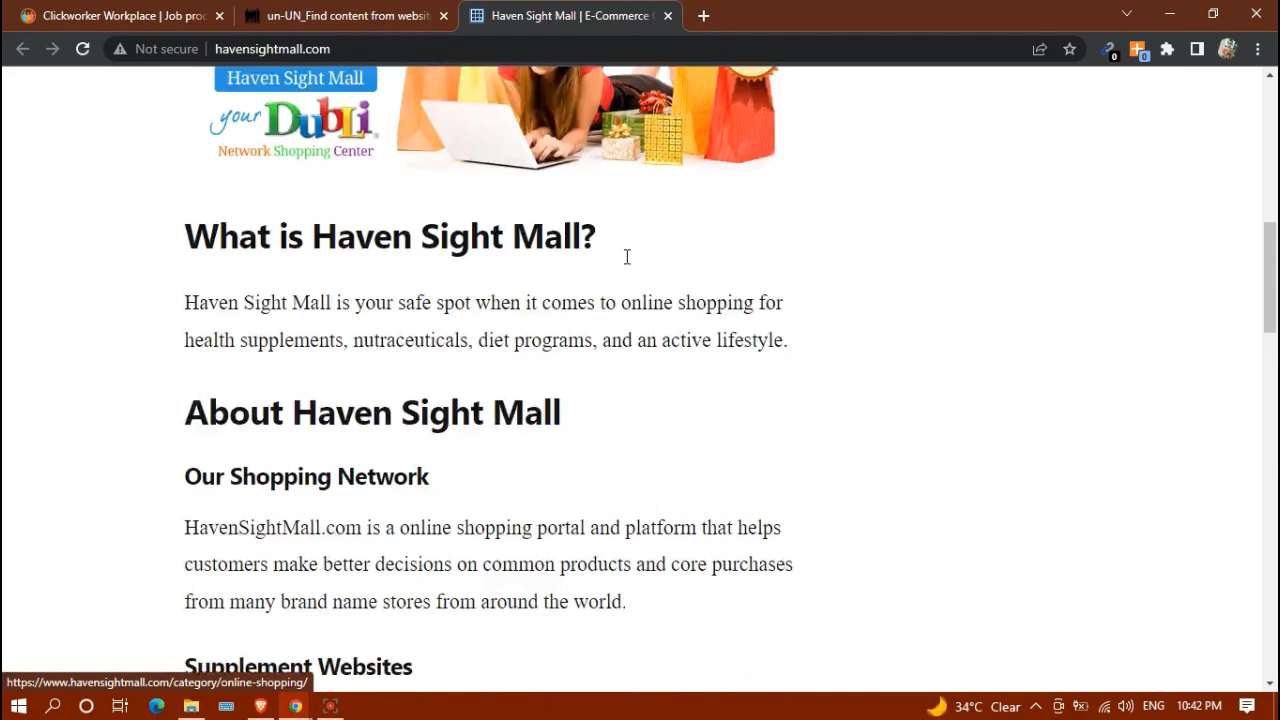 Clickworker Workplace | Job proc
un-UN_Find content from websit
Haven Sight Mall | E-Commerce
Not secure
havensightmall.com
0
0
Haven Sight Mall
your DubLi
Network Shopping Center
What is Haven Sight Mall?
Haven Sight Mall is your safe spot when it comes to online shopping for
health supplements, nutraceuticals, diet programs, and an active lifestyle.
About Haven Sight Mall
Our Shopping Network
HavenSightMall.com is a online shopping portal and platform that helps
customers make better decisions on common products and core purchases
from many brand name stores from around the world.
Supplement Websites
https://www.havensightmall.com/category/online-shopping/
34°C Clear
ENG
10:42 PM